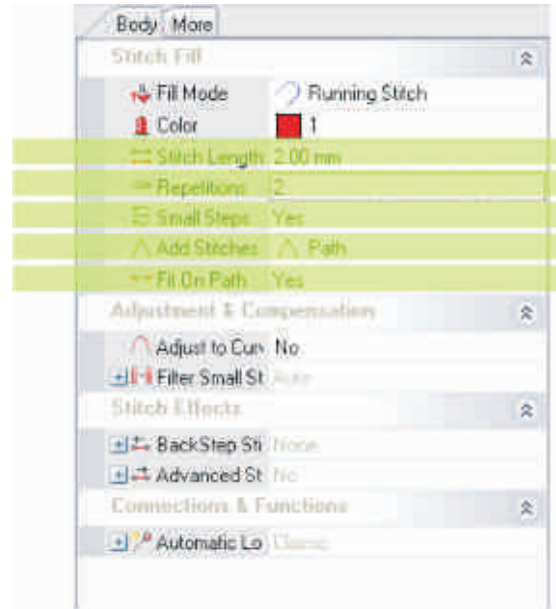 Body More
Stitch Fill
Fill Mode Running Stitch
Color 1
Stitch Length 2.00 mm
Repetitions 2
Small Steps Yes
Add Stitches Path
Fit On Path Yes
Adjustment & Compensation
Adjust to Curv No
Filter Small St Auto
Stitch Effects
BackStep Sti None
Advanced St No
Connections & Functions
Automatic Lo Classic